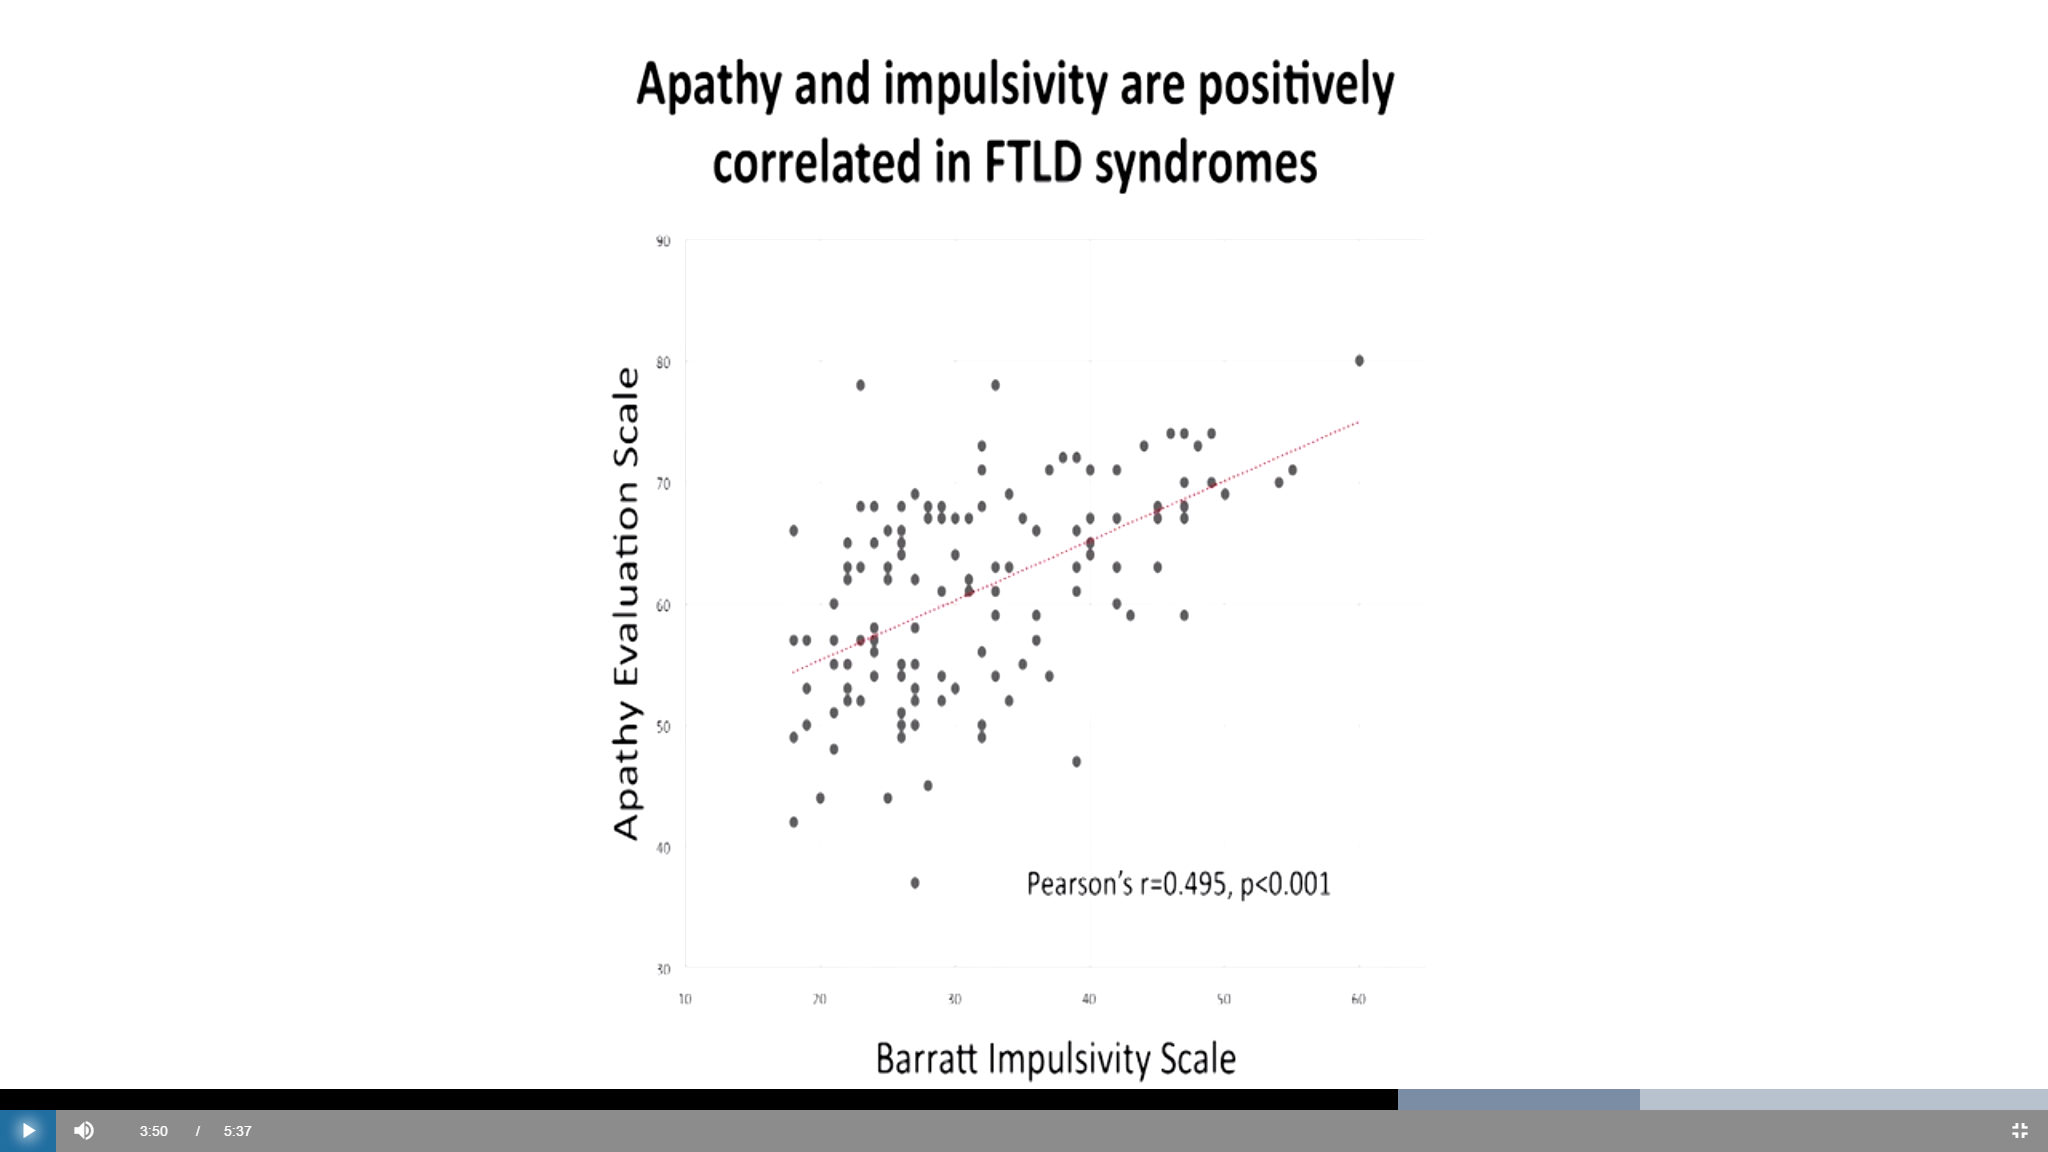 Apathy and impulsivity are positively
correlated in FTLD syndromes
90
80
70
60
50
40
30
Apathy Evaluation Scale
Pearson’s r=0.495, p<0.001
10 20 30 40 50 60
Barratt Impulsivity Scale
3:50 / 5:37